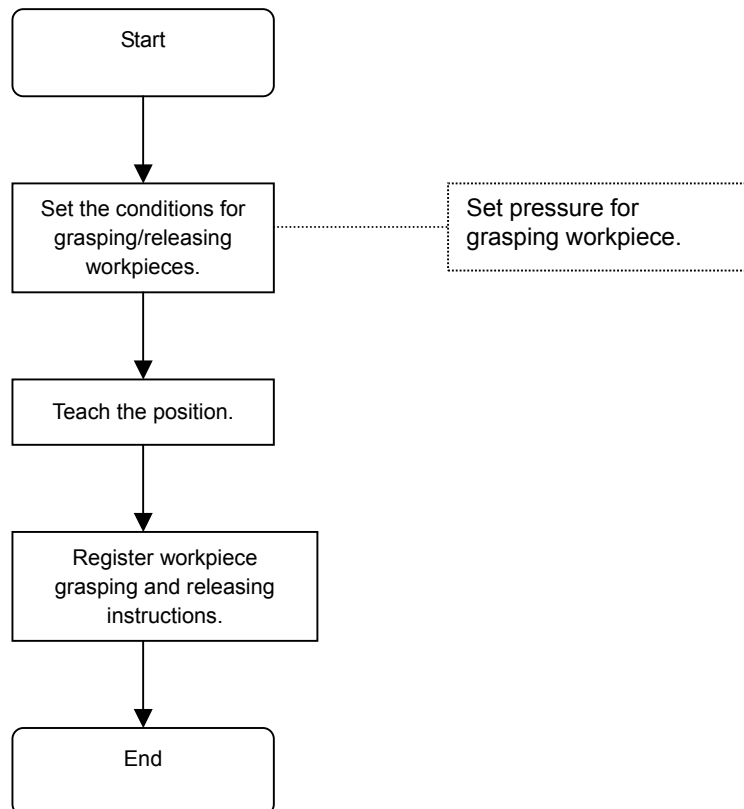 Start
Set the conditions for
grasping/releasing
workpieces.
Set pressure for
grasping workpiece.
Teach the position.
Register workpiece
grasping and releasing
instructions.
End